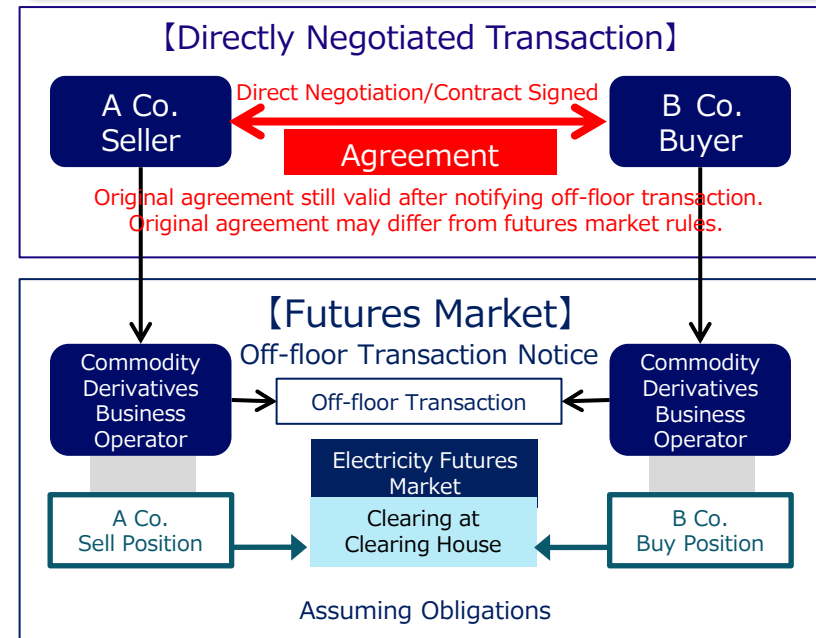 【Directly Negotiated Transaction】
A Co.
Seller
Direct Negotiation/Contract Signed
Agreement
B Co.
Buyer
Original agreement still valid after notifying off-floor transaction.
Original agreement may differ from futures market rules.
【Futures Market】
Off-floor Transaction Notice
Commodity
Derivatives
Business
Operator
Off-floor Transaction
Commodity
Derivatives
Business
Operator
Electricity Futures
Market
A Co.
Sell Position
Clearing at
Clearing House
B Co.
Buy Position
Assuming Obligations